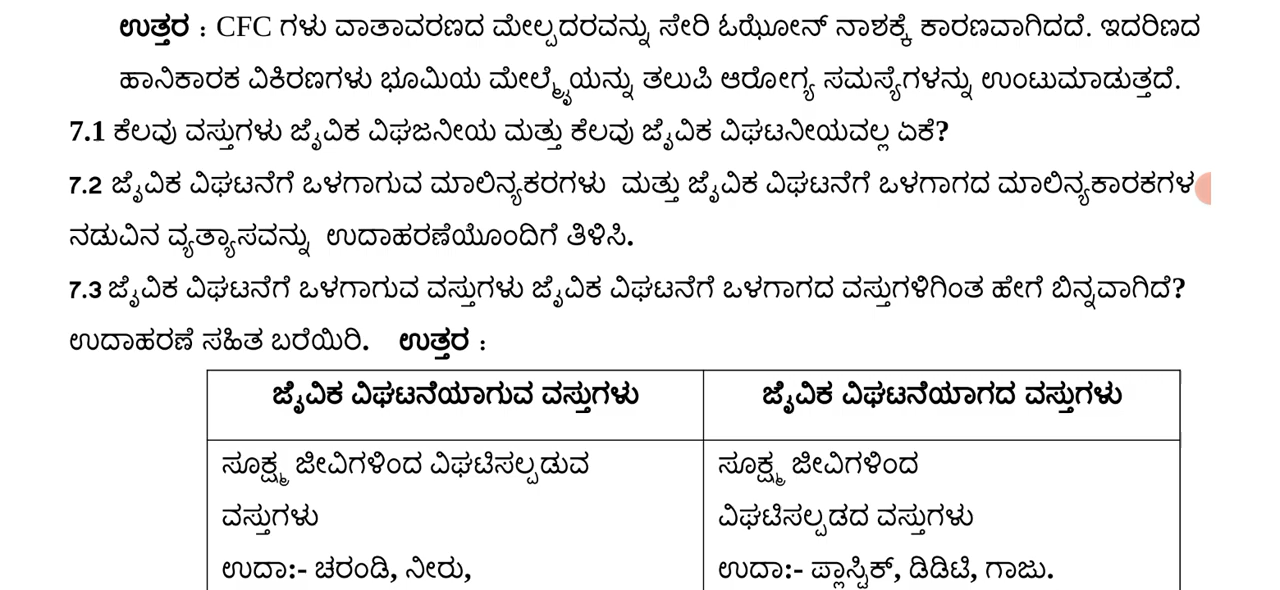 ಉತ್ತರ : CFC ಗಳು ವಾತಾವರಣದ ಮೇಲ್ಪದರವನ್ನು ಸೇರಿ ಓಝೋನ್ ನಾಶಕ್ಕೆ ಕಾರಣವಾಗಿದದೆ. ಇದರಿಣದ
ಹಾನಿಕಾರಕ ವಿಕಿರಣಗಳು ಭೂಮಿಯ ಮೇಲ್ಮೈಯನ್ನು ತಲುಪಿ ಆರೋಗ್ಯ ಸಮಸ್ಯೆಗಳನ್ನು ಉಂಟುಮಾಡುತ್ತದೆ.
7.1 ಕೆಲವು ವಸ್ತುಗಳು ಜೈವಿಕ ವಿಘಜನೀಯ ಮತ್ತು ಕೆಲವು ಜೈವಿಕ ವಿಘಟನೀಯವಲ್ಲ ಏಕೆ?
7.2 ಜೈವಿಕ ವಿಘಟನೆಗೆ ಒಳಗಾಗುವ ಮಾಲಿನ್ಯಕರಗಳು ಮತ್ತು ಜೈವಿಕ ವಿಘಟನೆಗೆ ಒಳಗಾಗದ ಮಾಲಿನ್ಯಕಾರಕಗಳ
ನಡುವಿನ ವ್ಯತ್ಯಾಸವನ್ನು ಉದಾಹರಣೆಯೊಂದಿಗೆ ತಿಳಿಸಿ.
7.3 ಜೈವಿಕ ವಿಘಟನೆಗೆ ಒಳಗಾಗುವ ವಸ್ತುಗಳು ಜೈವಿಕ ವಿಘಟನೆಗೆ ಒಳಗಾಗದ ವಸ್ತುಗಳಿಗಿಂತ ಹೇಗೆ ಬಿನ್ನವಾಗಿದೆ?
ಉದಾಹರಣೆ ಸಹಿತ ಬರೆಯಿರಿ. ಉತ್ತರ :
ಜೈವಿಕ ವಿಘಟನೆಯಾಗುವ ವಸ್ತುಗಳು
ಜೈವಿಕ ವಿಘಟನೆಯಾಗದ ವಸ್ತುಗಳು
ಸೂಕ್ಷ್ಮ ಜೀವಿಗಳಿಂದ ವಿಘಟಿಸಲ್ಪಡುವ
ವಸ್ತುಗಳು
ಉದಾ:- ಚರಂಡಿ, ನೀರು,
ಸೂಕ್ಷ್ಮ ಜೀವಿಗಳಿಂದ
ವಿಘಟಿಸಲ್ಪಡದ ವಸ್ತುಗಳು
ಉದಾ:- ಪ್ಲಾಸ್ಟಿಕ್, ಡಿಡಿಟಿ, ಗಾಜು.